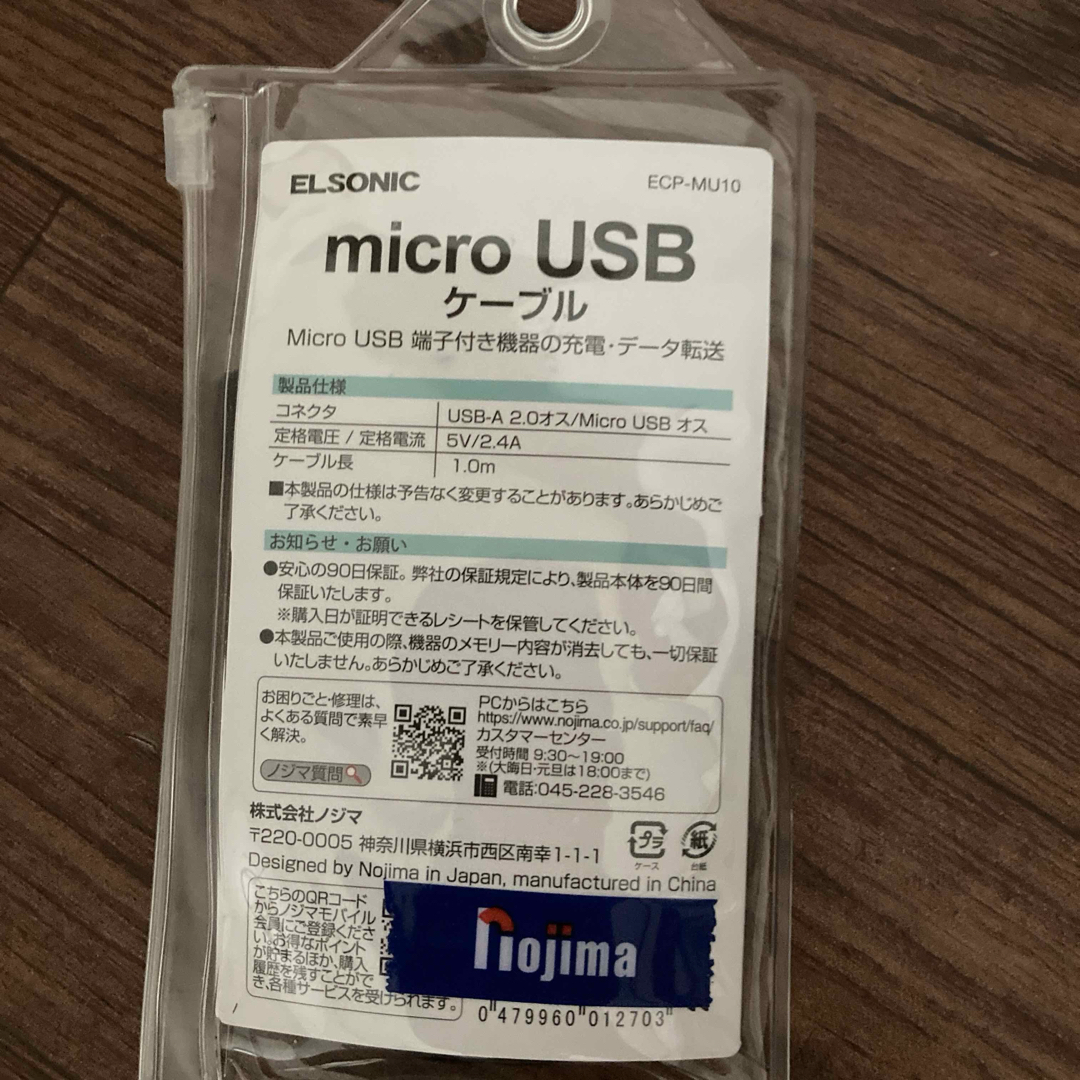 ELSONIC
ECP-MU10
micro USB
ケーブル
Micro USB 端子付き機器の充電・データ転送
製品仕様
コネクタ USB-A 2.0オス/Micro USB オス
定格電圧 / 定格電流 5V/2.4A
ケーブル長 1.0m
■本製品の仕様は予告なく変更することがあります。あらかじめご
了承ください。
お知らせ・お願い
●安心の90日保証。弊社の保証規定により、製品本体を90日間
保証いたします。
※購入日が証明できるレシートを保管してください。
●本製品ご使用の際、機器のメモリー内容が消去しても、一切保証
いたしません。あらかじめご了承ください。
お困りごと・修理は、
よくある質問で素早
く解決。
ノジマ質問
PCからはこちら
https://www.nojima.co.jp/support/faq/
カスタマーセンター
受付時間 9:30〜19:00
※(大晦日・元旦は18:00まで)
電話:045-228-3546
株式会社ノジマ
〒220-0005 神奈川県横浜市西区南幸1-1-1
Designed by Nojima in Japan, manufactured in China
プラ
ケース
紙
台紙
こちらのQRコード
からノジマモバイル
会員にご登録くださ
い。お得なポイント
が貯まるほか、購入
履歴を残すことがで
き、各種サービスを受けられます。
nojima
0 479960 012703